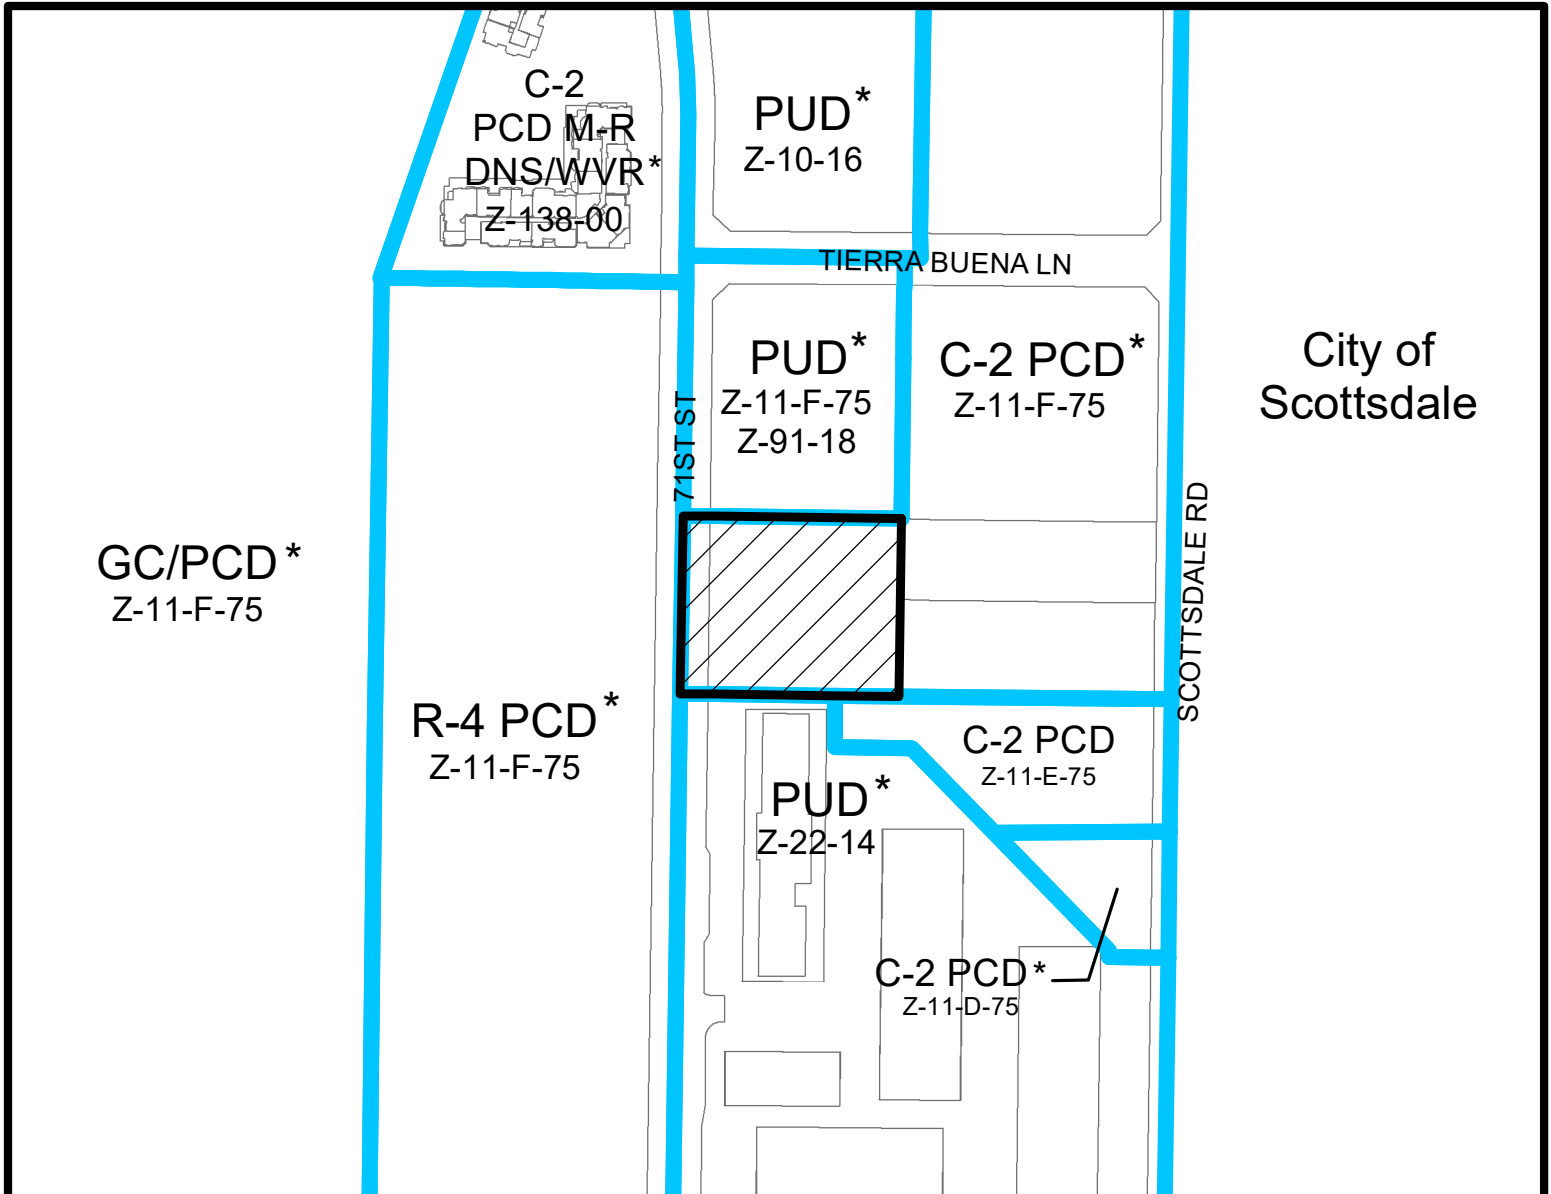 C-2
PCD M-R
DNS/WVR*
Z-138-00
PUD*
Z-10-16
TIERRA BUENA LN
PUD*
Z-11-F-75
Z-91-18
C-2 PCD*
Z-11-F-75
City of
Scottsdale
71ST ST
SCOTTSDALE RD
GC/PCD*
Z-11-F-75
R-4 PCD*
Z-11-F-75
C-2 PCD
Z-11-E-75
PUD*
Z-22-14
C-2 PCD*
Z-11-D-75